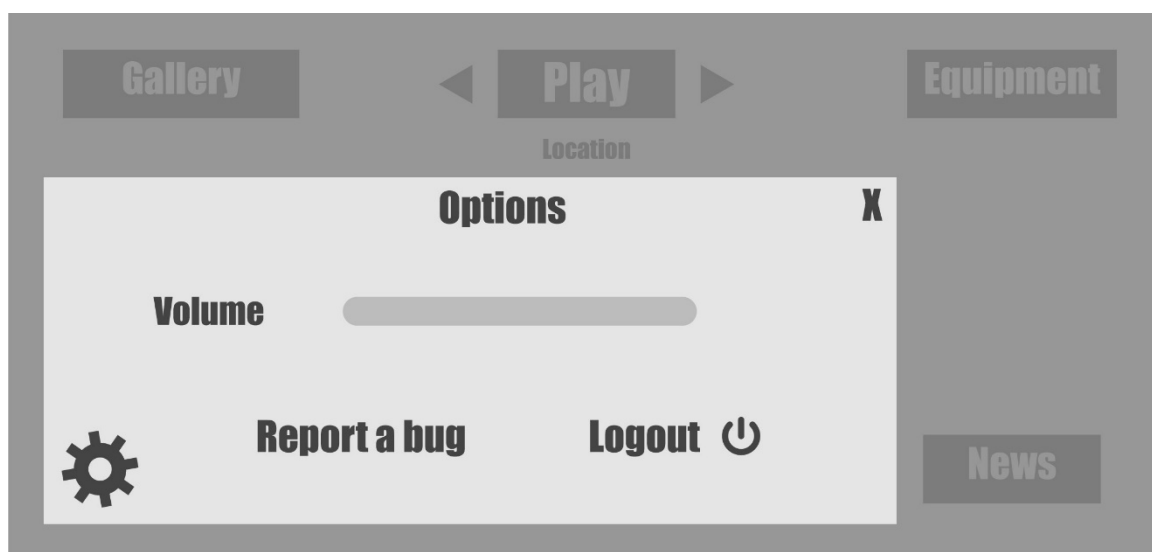 Gallery
Play
Equipment
Location
Options
X
Volume
Report a bug
Logout
News